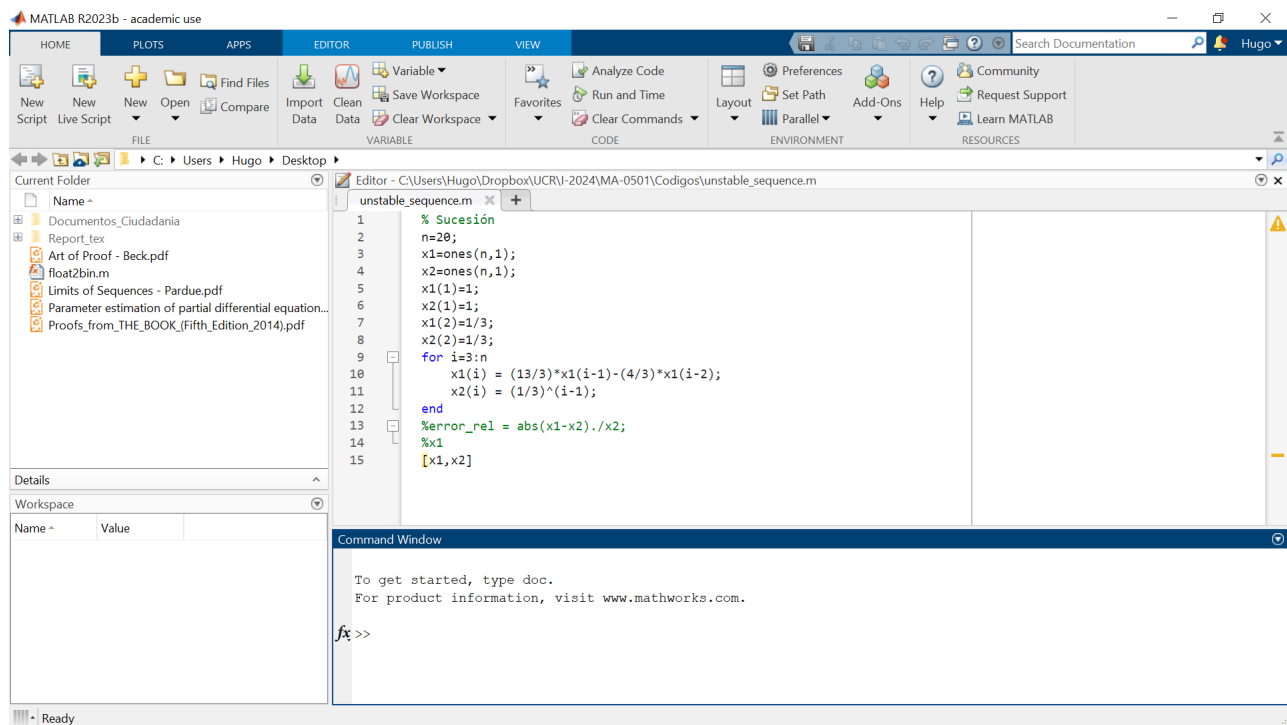 MATLAB R2023b - academic use
HOME PLOTS APPS EDITOR PUBLISH VIEW Search Documentation Hugo
New Script
New Live Script
New
Open
Find Files
Compare
FILE
Import Data
Clean Data
Variable
Save Workspace
Clear Workspace
VARIABLE
Favorites
Analyze Code
Run and Time
Clear Commands
CODE
Layout
Preferences
Set Path
Parallel
Add-Ons
ENVIRONMENT
Help
Community
Request Support
Learn MATLAB
RESOURCES
C: Users Hugo Desktop
Current Folder
Name
Documentos_Ciudadania
Report_tex
Art of Proof - Beck.pdf
float2bin.m
Limits of Sequences - Pardue.pdf
Parameter estimation of partial differential equation...
Proofs_from_THE_BOOK_(Fifth_Edition_2014).pdf
Details
Workspace
Name Value
Editor - C:\Users\Hugo\Dropbox\UCR\I-2024\MA-0501\Codigos\unstable_sequence.m
unstable_sequence.m
1 % Sucesión
2 n=20;
3 x1=ones(n,1);
4 x2=ones(n,1);
5 x1(1)=1;
6 x2(1)=1;
7 x1(2)=1/3;
8 x2(2)=1/3;
9 for i=3:n
10 x1(i) = (13/3)*x1(i-1)-(4/3)*x1(i-2);
11 x2(i) = (1/3)^(i-1);
12 end
13 %error_rel = abs(x1-x2)./x2;
14 %x1
15 [x1,x2]
Command Window
To get started, type doc.
For product information, visit www.mathworks.com.
fx >>
Ready